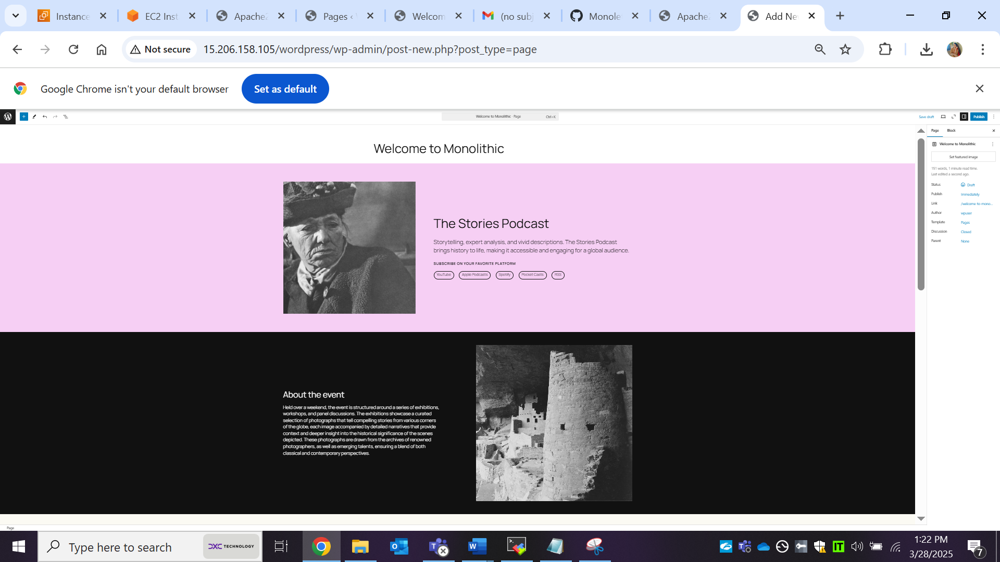 Instance
EC2 Inst
Apache2
Pages ‹
Welcom
(no subj
Monole
Apache2
Add Ne
Not secure
15.206.158.105/wordpress/wp-admin/post-new.php?post_type=page
Google Chrome isn't your default browser
Set as default
Welcome to Monolithic · Page
Ctrl+K
Save draft
Publish
Page
Block
Welcome to Monolithic
Welcome to Monolithic
Set featured image
151 words, 1 minute read time.
Last edited a second ago.
Status
Draft
Publish
Immediately
Link
/welcome-to-mono...
Author
wpuser
Template
Pages
Discussion
Closed
Parent
None
The Stories Podcast
Storytelling, expert analysis, and vivid descriptions. The Stories Podcast
brings history to life, making it accessible and engaging for a global audience.
SUBSCRIBE ON YOUR FAVORITE PLATFORM
YouTube
Apple Podcasts
Spotify
Pocket Casts
RSS
About the event
Held over a weekend, the event is structured around a series of exhibitions,
workshops, and panel discussions. The exhibitions showcase a curated
selection of photographs that tell compelling stories from various corners
of the globe, each image accompanied by detailed narratives that provide
context and deeper insight into the historical significance of the scenes
depicted. These photographs are drawn from the archives of renowned
photographers, as well as emerging talents, ensuring a blend of both
classical and contemporary perspectives.
Page
Type here to search
DXC TECHNOLOGY
1:22 PM
3/28/2025
7